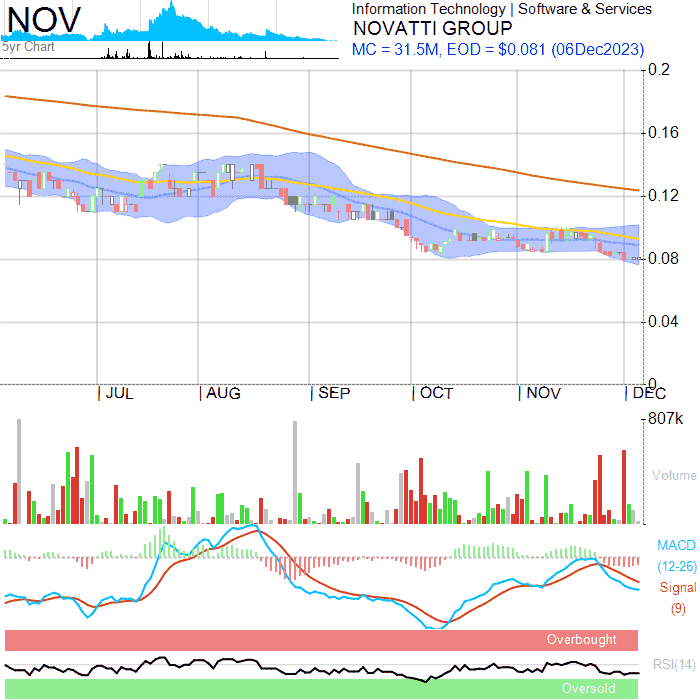 NOV
5yr Chart
Information Technology | Software & Services
NOVATTI GROUP
MC = 31.5M, EOD = $0.081 (06Dec2023)
0.2
0.16
0.12
0.08
0.04
0
JUL AUG SEP OCT NOV DEC
807k
Volume
MACD
(12-26)
Signal
(9)
Overbought
RSI(14)
Oversold